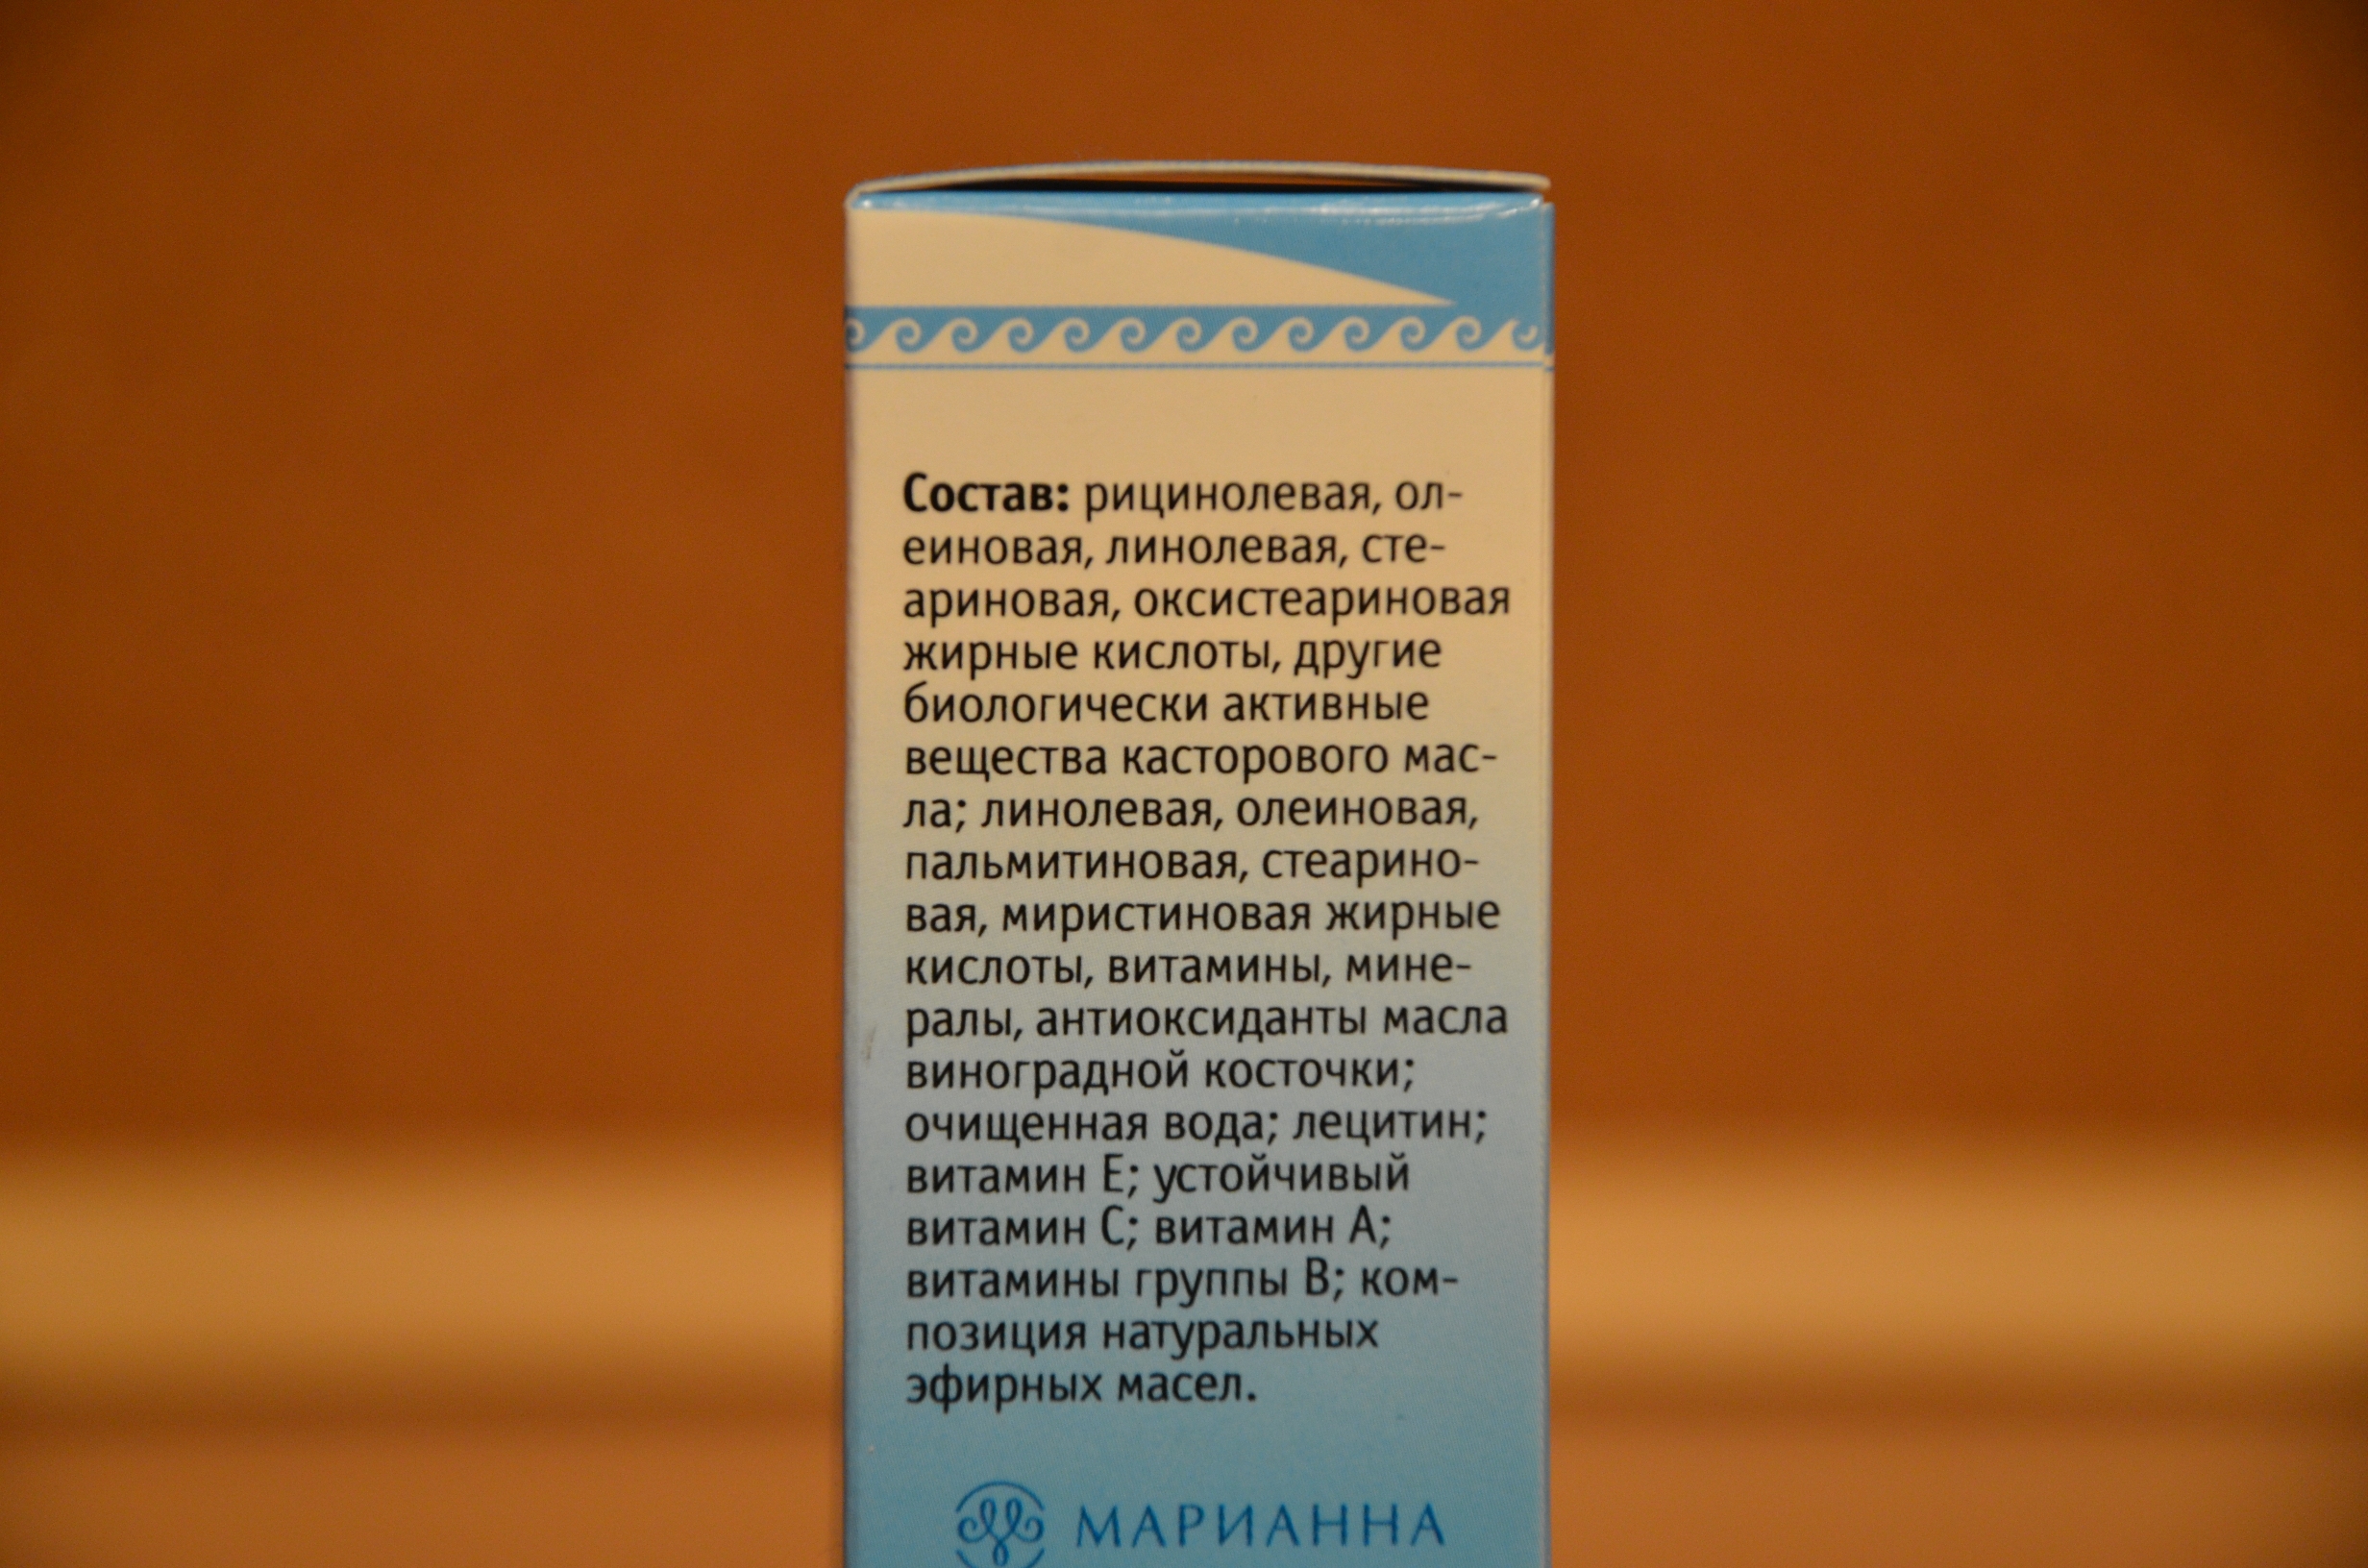 Состав: рицинолевая, ол-
еиновая, линолевая, сте-
ариновая, оксистеариновая
жирные кислоты, другие
биологически активные
вещества касторового мас-
ла; линолевая, олеиновая,
пальмитиновая, стеарино-
вая, миристиновая жирные
кислоты, витамины, мине-
ралы, антиоксиданты масла
виноградной косточки;
очищенная вода; лецитин;
витамин Е; устойчивый
витамин С; витамин А;
витамины группы В; ком-
позиция натуральных
эфирных масел.
МАРИАННА